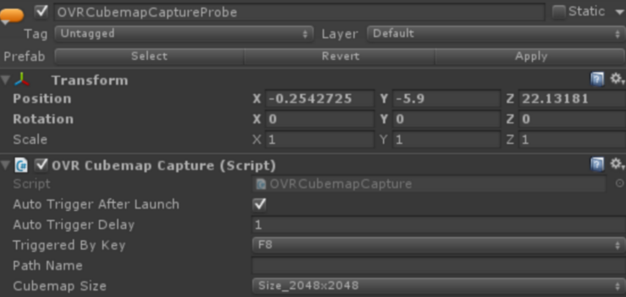 OVRCubemapCaptureProbe Static
Tag Untagged Layer Default
Prefab Select Revert Apply
Transform
Position X -0.2542725 Y -5.9 Z 22.13181
Rotation X 0 Y 0 Z 0
Scale X 1 Y 1 Z 1
OVR Cubemap Capture (Script)
Script OVRCubemapCapture
Auto Trigger After Launch
Auto Trigger Delay 1
Triggered By Key F8
Path Name
Cubemap Size Size_2048x2048